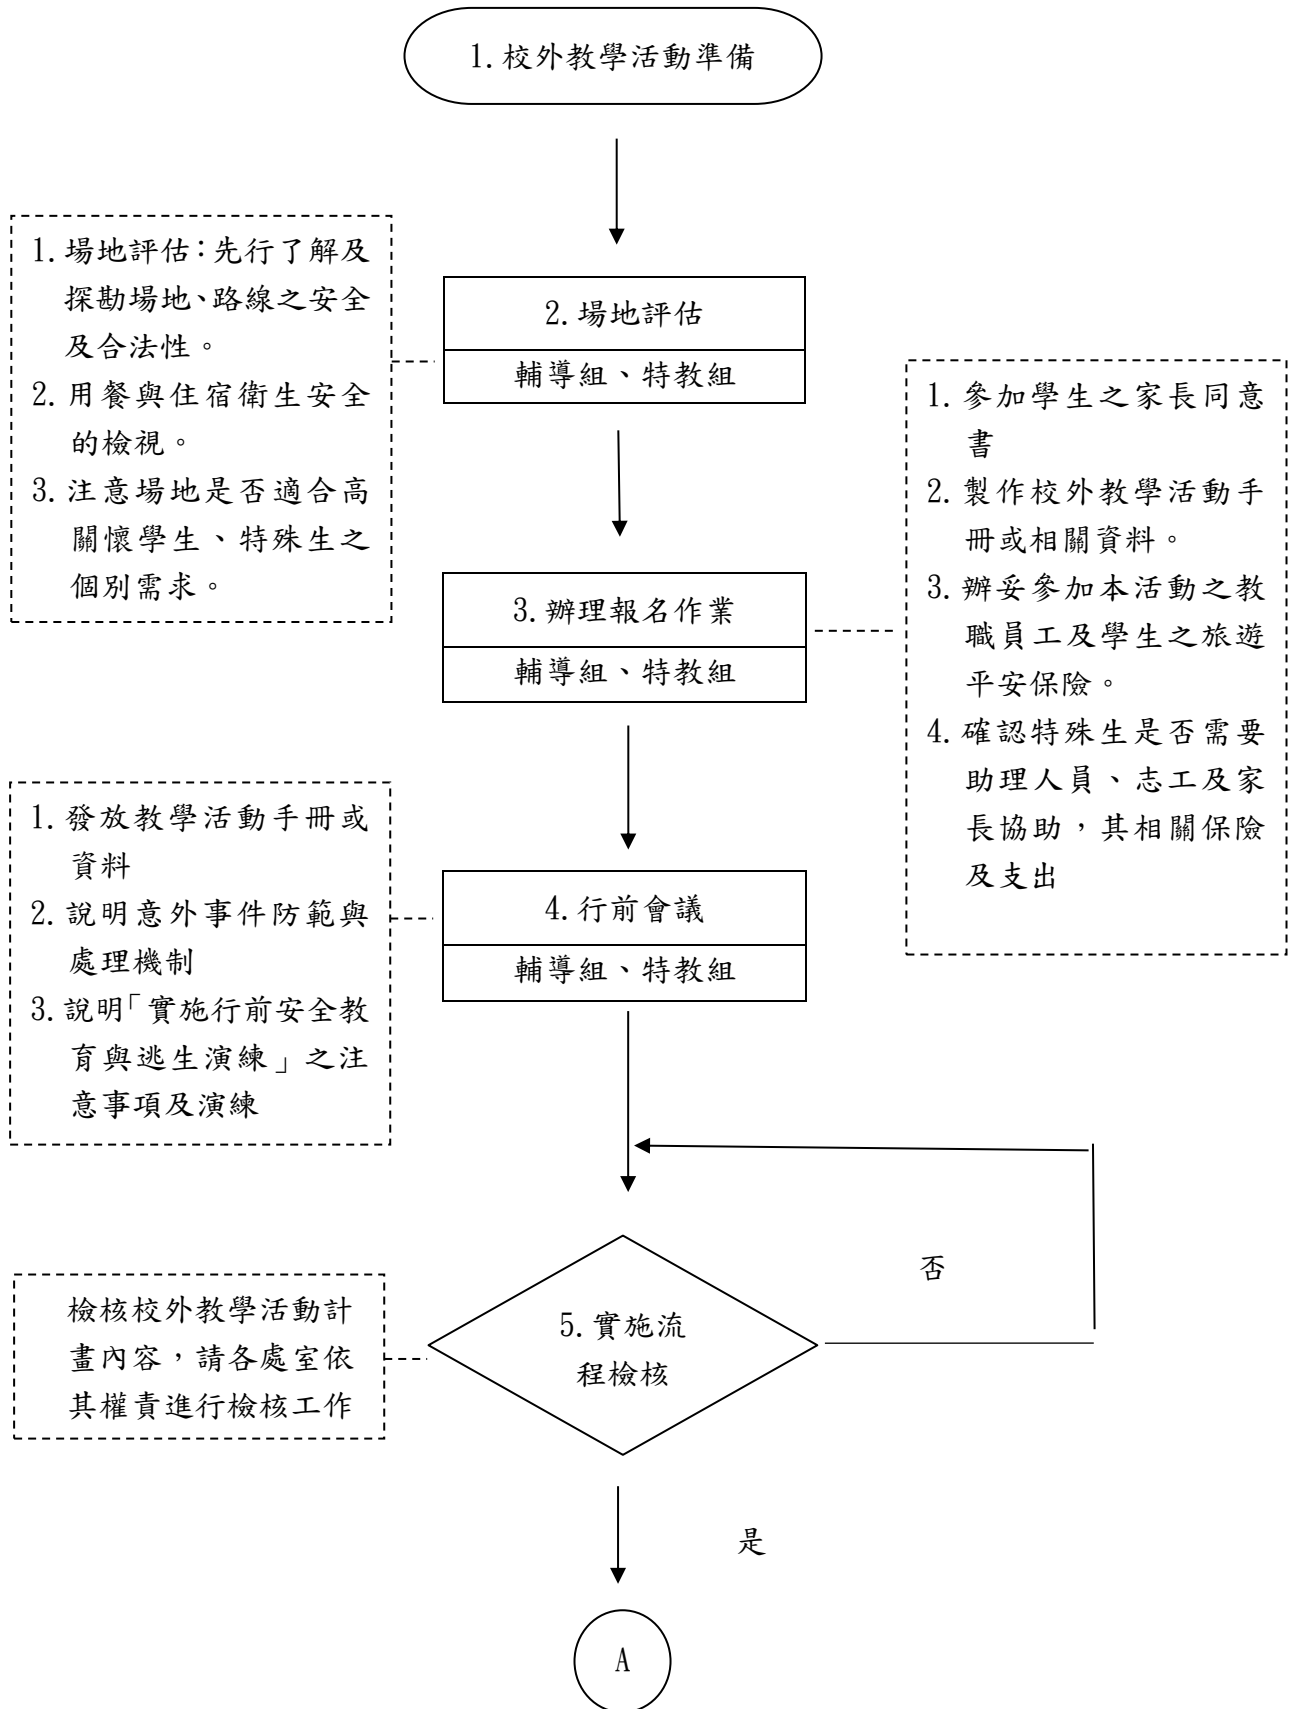 1.校外教學活動準備
1.場地評估：先行了解及
探勘場地、路線之安全
及合法性。
2.用餐與住宿衛生安全
的檢視。
3.注意場地是否適合高
關懷學生、特殊生之
個別需求。
2.場地評估
輔導組、特教組
1.參加學生之家長同意
書
2.製作校外教學活動手
冊或相關資料。
3.辦妥參加本活動之教
職員工及學生之旅遊
平安保險。
4.確認特殊生是否需要
助理人員、志工及家
長協助，其相關保險
及支出
3.辦理報名作業
輔導組、特教組
1.發放教學活動手冊或
資料
2.說明意外事件防範與
處理機制
3.說明「實施行前安全教
育與逃生演練」之注
意事項及演練
4.行前會議
輔導組、特教組
否
檢核校外教學活動計
畫內容，請各處室依
其權責進行檢核工作
5.實施流
程檢核
是
A